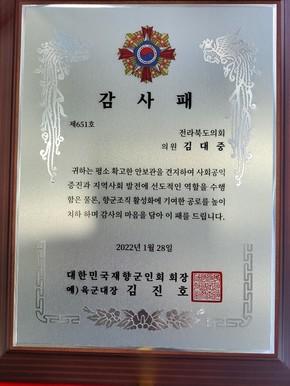 감사패
제651호
전라북도의회
의원 김대중
귀하는 평소 확고한 안보관을 견지하여 사회공익
증진과 지역사회 발전에 선도적인 역할을 수행
함은 물론, 향군조직 활성화에 기여한 공로를 높이
치하 하며 감사의 마음을 담아 이 패를 드립니다.
2022년 1월 28일
대한민국재향군인회 회장
예)육군대장 김진호